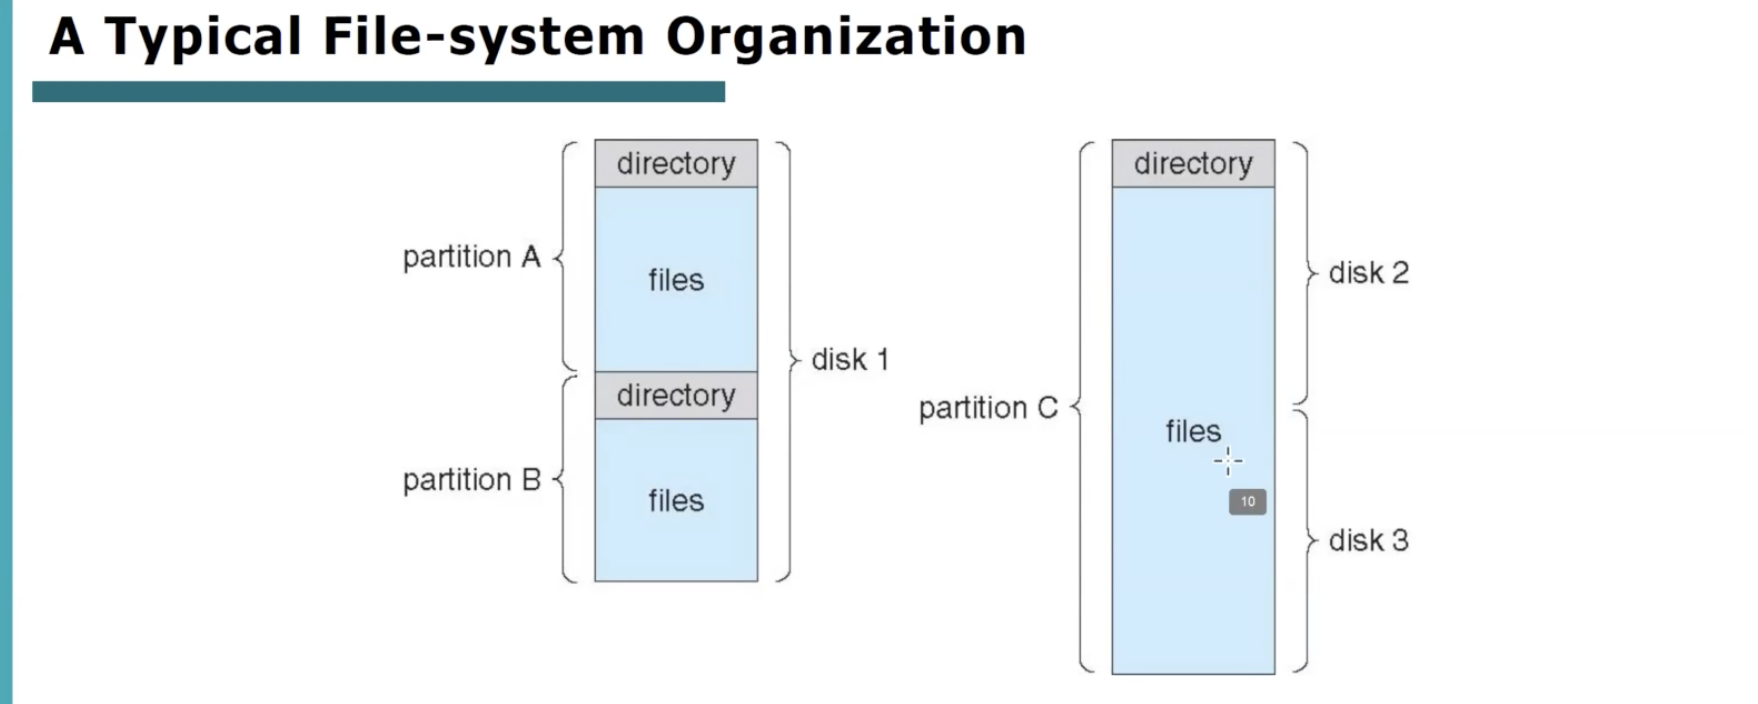 A Typical File-system Organization
directory
files
partition A
directory
files
partition B
disk 1
directory
files
partition C
disk 2
disk 3
10